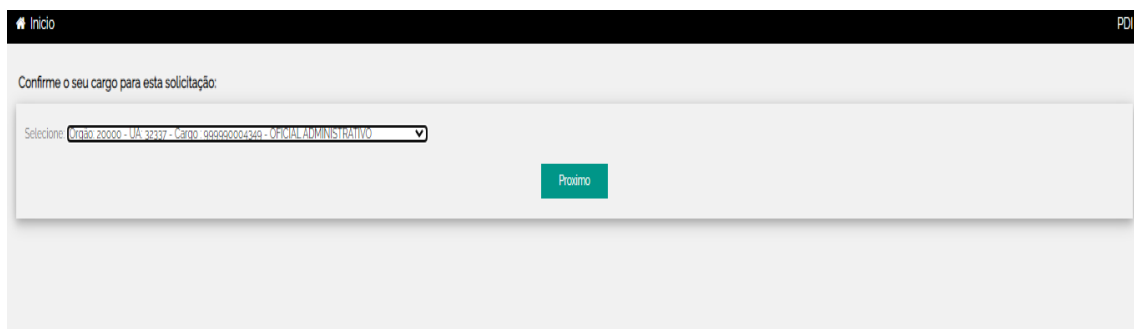 Inicio PDI
Confirme o seu cargo para esta solicitação:
Selecione: Orgão: 20000 - UA: 32337 - Cargo : 999990004349 - OFICIAL ADMINISTRATIVO
Proximo